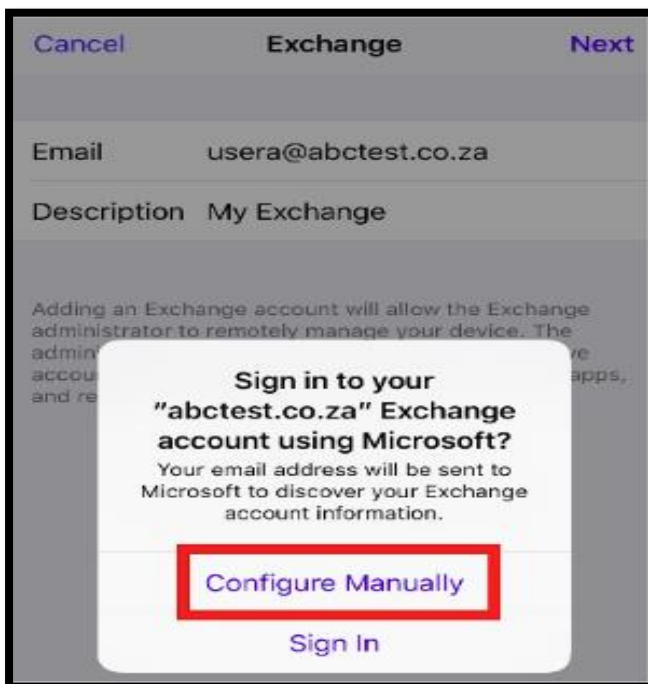 Cancel Exchange Next
Email usera@abctest.co.za
Description My Exchange
Adding an Exchange account will allow the Exchange
administrator to remotely manage your device. The
accou apps,
and re
Sign in to your
"abctest.co.za" Exchange
account using Microsoft?
Your email address will be sent to
Microsoft to discover your Exchange
account information.
Configure Manually
Sign In